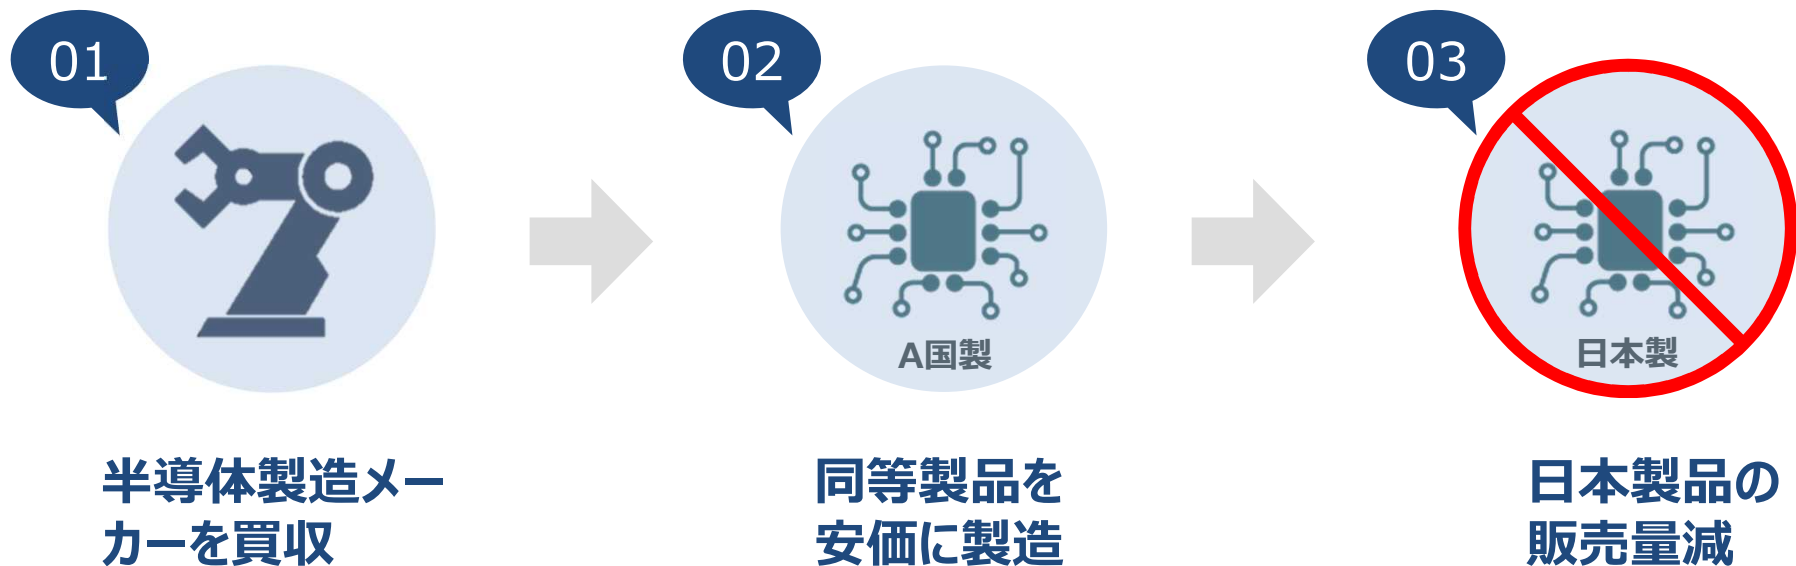 01
02
03
A国製
日本製
半導体製造メー
カーを買収
同等製品を
安価に製造
日本製品の
販売量減